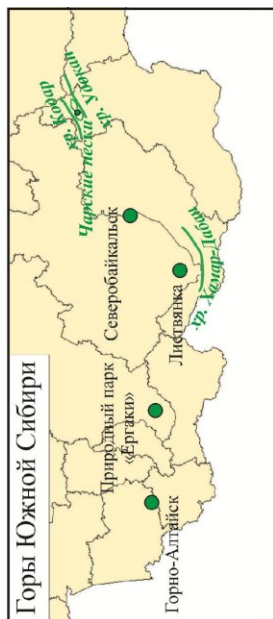 Горы Южной Сибири
хр. Кодар
хр. Удокан
Чарские пески
Северобайкальск
хр. Хамар-Дабан
Листвянка
Природный парк
«Ергаки»
Горно-Алтайск